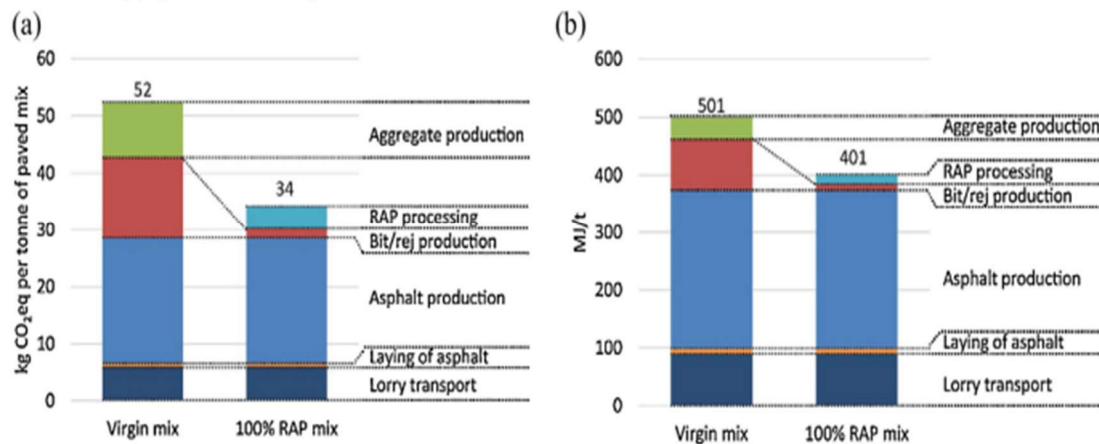 (a)
60
50
40
30
20
10
0
kg CO₂eq per tonne of paved mix
52
34
Aggregate production
RAP processing
Bit/rej production
Asphalt production
Laying of asphalt
Lorry transport
Virgin mix
100% RAP mix
(b)
600
500
400
300
200
100
0
MJ/t
501
401
Aggregate production
RAP processing
Bit/rej production
Asphalt production
Laying of asphalt
Lorry transport
Virgin mix
100% RAP mix